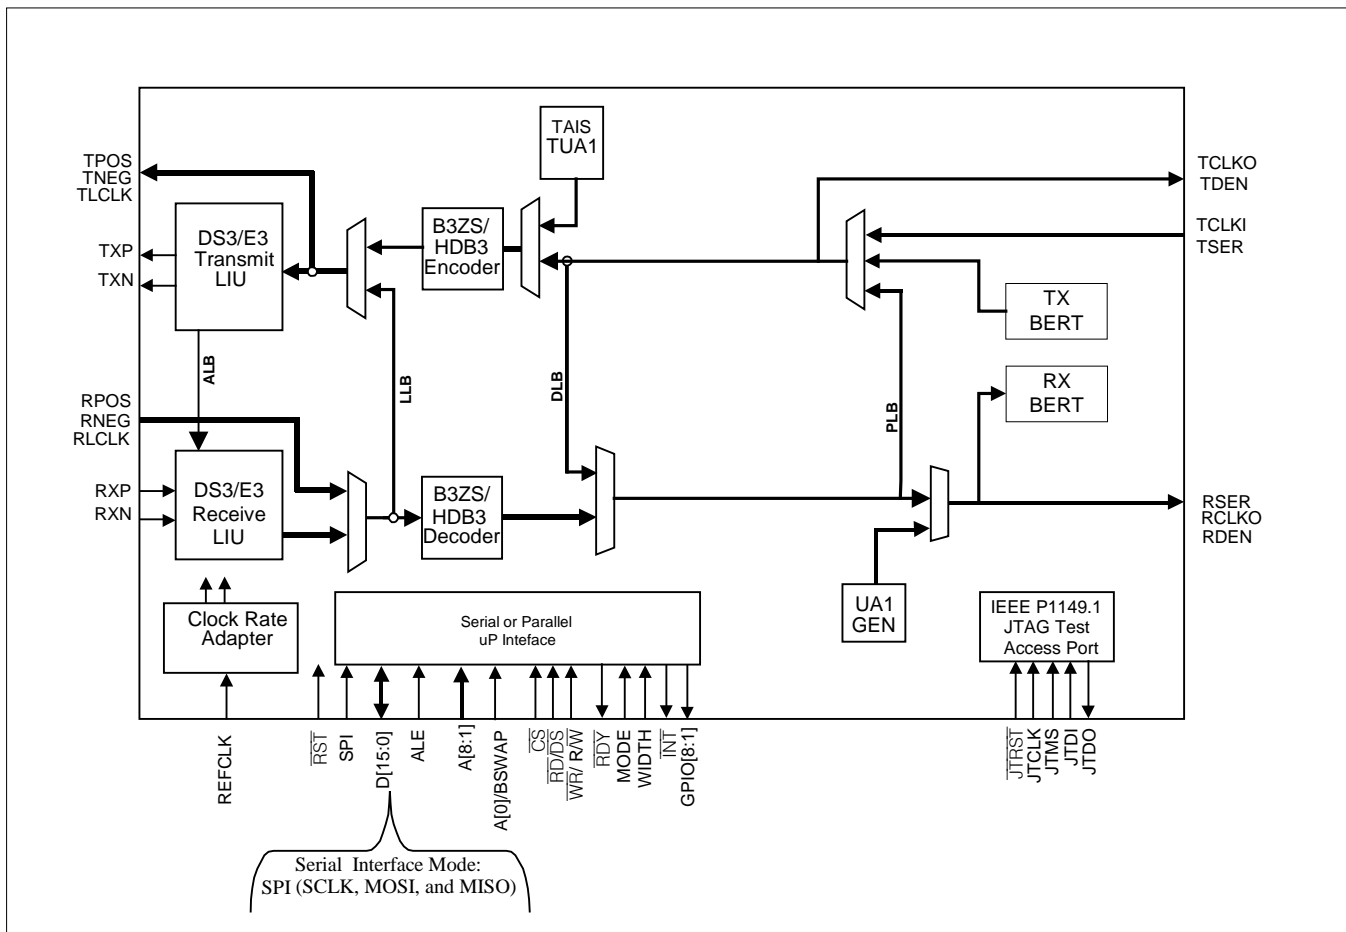 TAIS
TUA1
TPOS
TNEG
TLCLK
TCLKO
TDEN
TCLKI
TSER
DS3/E3
Transmit
LIU
B3ZS/
HDB3
Encoder
TXP
TXN
TX
BERT
ALB
LLB
DLB
PLB
RX
BERT
RPOS
RNEG
RLCLK
RXP
RXN
DS3/E3
Receive
LIU
B3ZS/
HDB3
Decoder
RSER
RCLKO
RDEN
Clock Rate
Adapter
Serial or Parallel
uP Inteface
UA1
GEN
IEEE P1149.1
JTAG Test
Access Port
REFCLK
RST
SPI
D[15:0]
ALE
A[8:1]
A[0]/BSWAP
CS
RD/DS
WR/ R/W
RDY
MODE
WIDTH
INT
GPIO[8:1]
JTRST
JTCLK
JTMS
JTDI
JTDO
Serial Interface Mode:
SPI (SCLK, MOSI, and MISO)